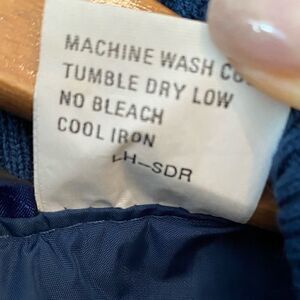 MACHINE WASH
TUMBLE DRY LOW
NO BLEACH
COOL IRON
LH-SDR